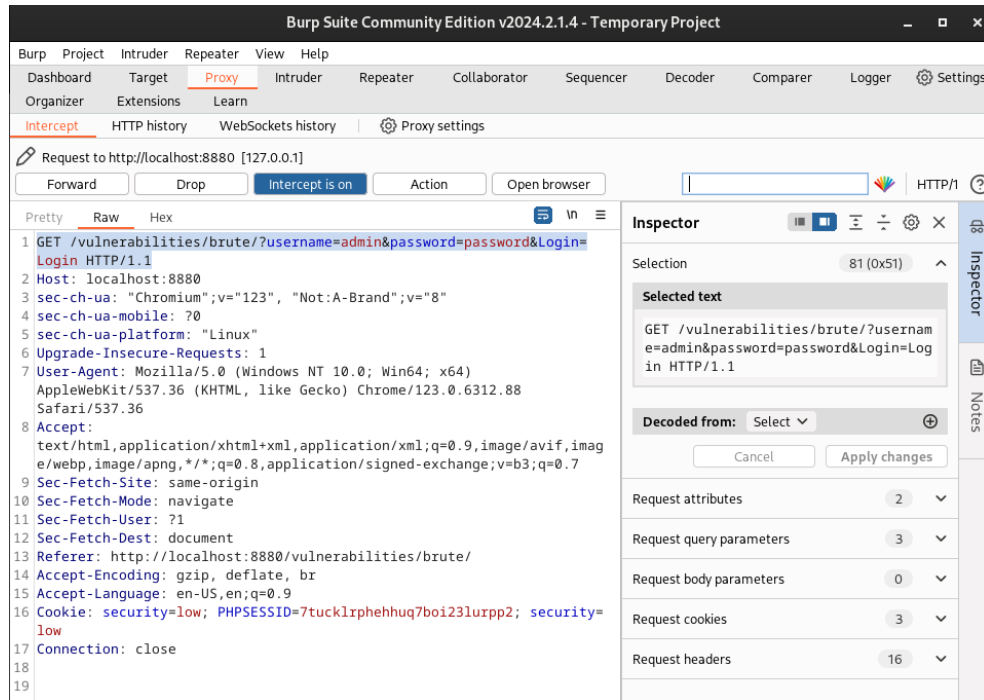 Burp Suite Community Edition v2024.2.1.4 - Temporary Project
Burp Project Intruder Repeater View Help
Dashboard Target Proxy Intruder Repeater Collaborator Sequencer Decoder Comparer Logger Settings
Organizer Extensions Learn
Intercept HTTP history WebSockets history Proxy settings
Request to http://localhost:8880 [127.0.0.1]
Forward Drop Intercept is on Action Open browser HTTP/1
Pretty Raw Hex \n
1 GET /vulnerabilities/brute/?username=admin&password=password&Login=
Login HTTP/1.1
2 Host: localhost:8880
3 sec-ch-ua: "Chromium";v="123", "Not:A-Brand";v="8"
4 sec-ch-ua-mobile: ?0
5 sec-ch-ua-platform: "Linux"
6 Upgrade-Insecure-Requests: 1
7 User-Agent: Mozilla/5.0 (Windows NT 10.0; Win64; x64)
AppleWebKit/537.36 (KHTML, like Gecko) Chrome/123.0.6312.88
Safari/537.36
8 Accept:
text/html,application/xhtml+xml,application/xml;q=0.9,image/avif,imag
e/webp,image/apng,*/*;q=0.8,application/signed-exchange;v=b3;q=0.7
9 Sec-Fetch-Site: same-origin
10 Sec-Fetch-Mode: navigate
11 Sec-Fetch-User: ?1
12 Sec-Fetch-Dest: document
13 Referer: http://localhost:8880/vulnerabilities/brute/
14 Accept-Encoding: gzip, deflate, br
15 Accept-Language: en-US,en;q=0.9
16 Cookie: security=low; PHPSESSID=7tucklrphehhuq7boi23lurpp2; security=
low
17 Connection: close
18
19
Inspector
Selection 81 (0x51)
Selected text
GET /vulnerabilities/brute/?usernam
e=admin&password=password&Login=Log
in HTTP/1.1
Decoded from: Select
Cancel Apply changes
Request attributes 2
Request query parameters 3
Request body parameters 0
Request cookies 3
Request headers 16
Inspector
Notes